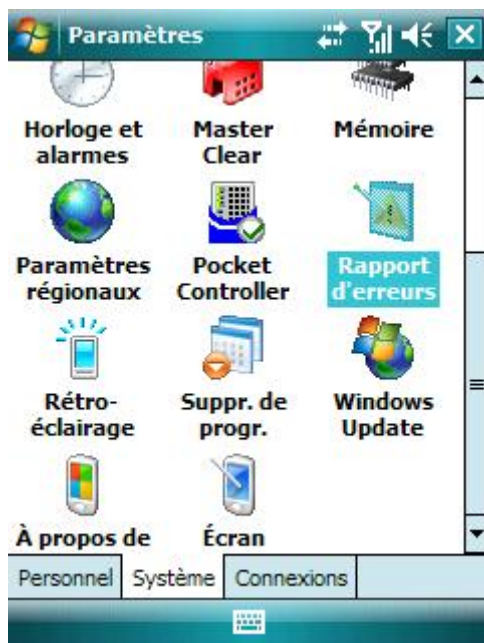 Paramètres
Horloge et alarmes
Master Clear
Mémoire
Paramètres régionaux
Pocket Controller
Rapport d'erreurs
Rétro-éclairage
Suppr. de progr.
Windows Update
À propos de
Écran
Personnel Système Connexions